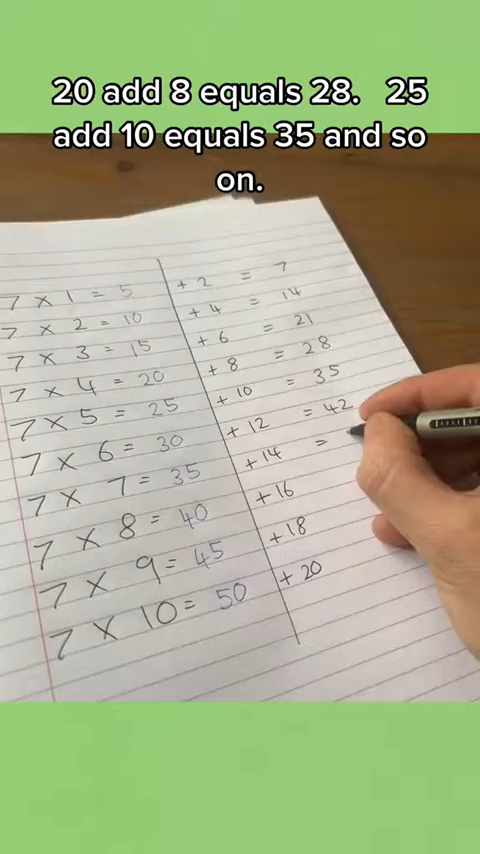 20 add 8 equals 28. 25
add 10 equals 35 and so
on.
7 x 1 = 5 + 2 = 7
7 x 2 = 10 + 4 = 14
7 x 3 = 15 + 6 = 21
7 x 4 = 20 + 8 = 28
7 x 5 = 25 + 10 = 35
7 x 6 = 30 + 12 = 42
7 x 7 = 35 + 14 =
7 x 8 = 40 + 16
7 x 9 = 45 + 18
7 x 10 = 50 + 20